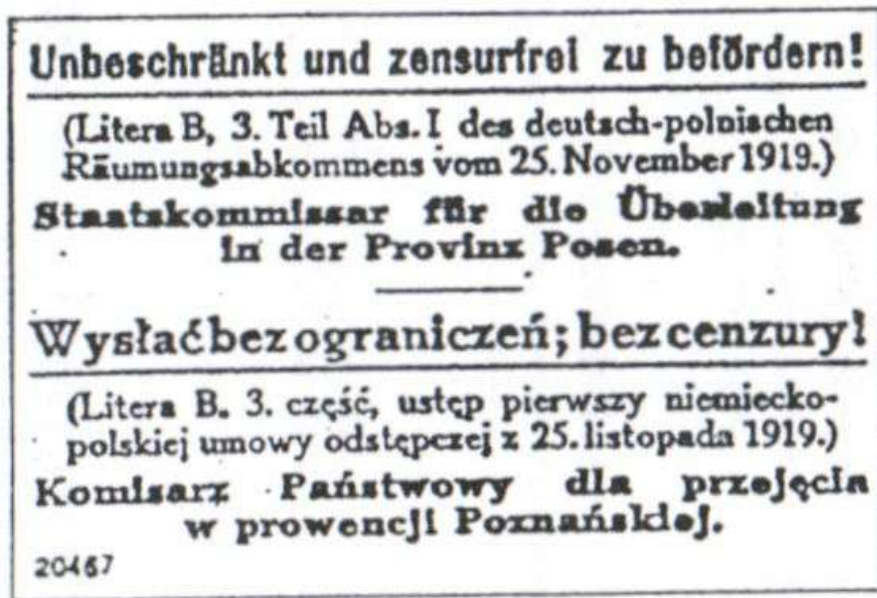 Unbeschränkt und zensurfrei zu befördern!
(Litera B, 3. Teil Abs. I des deutsch-polnischen
Räumungsabkommens vom 25. November 1919.)
Staatskommissar für die Überleitung
in der Provinz Posen.
Wysłać bez ograniczeń; bez cenzury!
(Litera B. 3. część, ustęp pierwszy niemiecko-
polskiej umowy odstępczej z 25. listopada 1919.)
Komisarz Państwowy dla przejęcia
w prowencji Poznańskiej.
20467